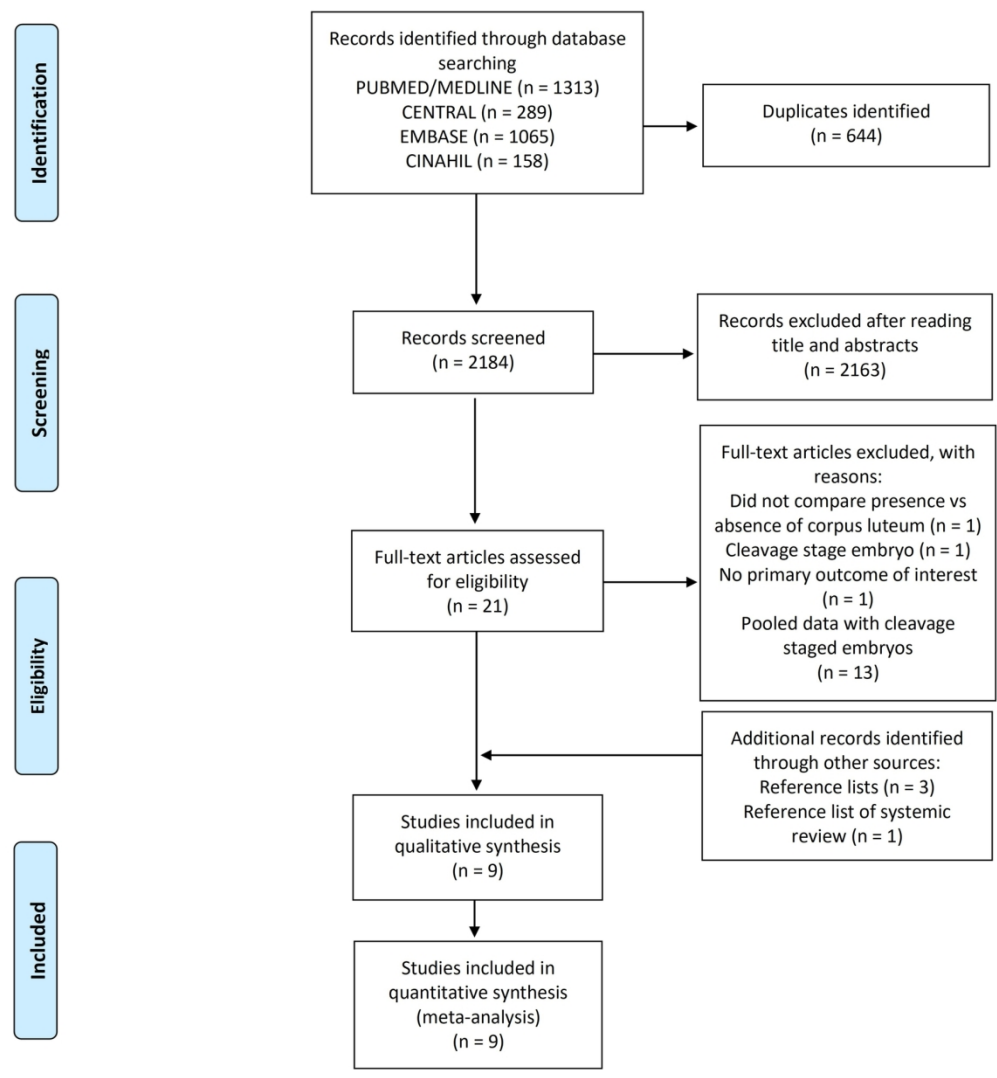 Identification
Records identified through database
searching
PUBMED/MEDLINE (n = 1313)
CENTRAL (n = 289)
EMBASE (n = 1065)
CINAHIL (n = 158)
Duplicates identified
(n = 644)
Screening
Records screened
(n = 2184)
Records excluded after reading
title and abstracts
(n = 2163)
Eligibility
Full-text articles assessed
for eligibility
(n = 21)
Full-text articles excluded, with
reasons:
Did not compare presence vs
absence of corpus luteum (n = 1)
Cleavage stage embryo (n = 1)
No primary outcome of interest
(n = 1)
Pooled data with cleavage
staged embryos
(n = 13)
Additional records identified
through other sources:
Reference lists (n = 3)
Reference list of systemic
review (n = 1)
Included
Studies included in
qualitative synthesis
(n = 9)
Studies included in
quantitative synthesis
(meta-analysis)
(n = 9)